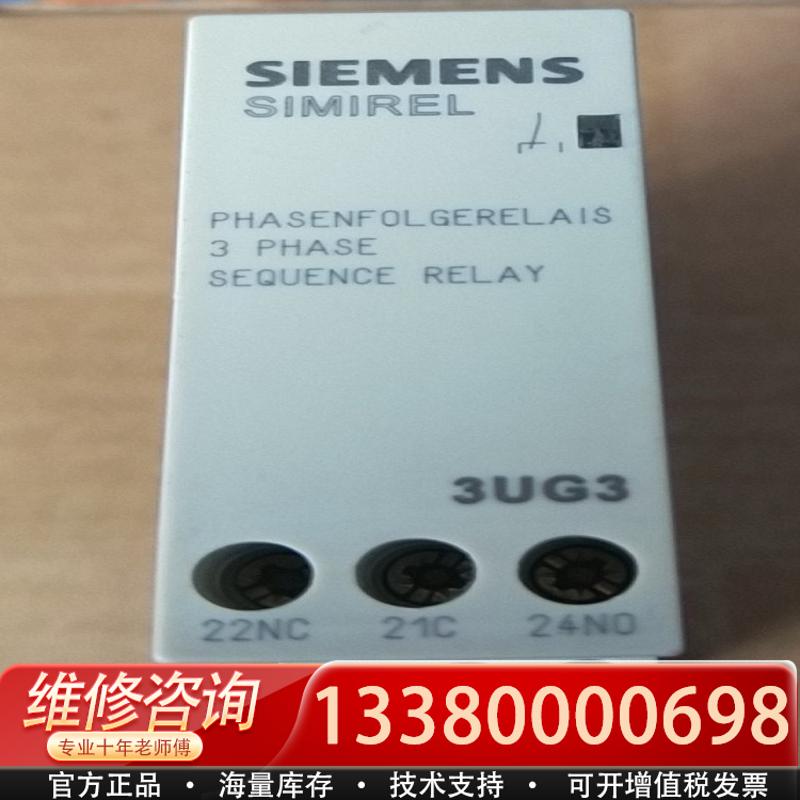 SIEMENS
SIMIREL
PHASENFOLGERELAIS
3 PHASE
SEQUENCE RELAY
3UG3
22NC 21C 24NO
维修咨询 13380000698
专业十年老师傅
官方正品 • 海量库存 • 技术支持 • 可开增值税发票